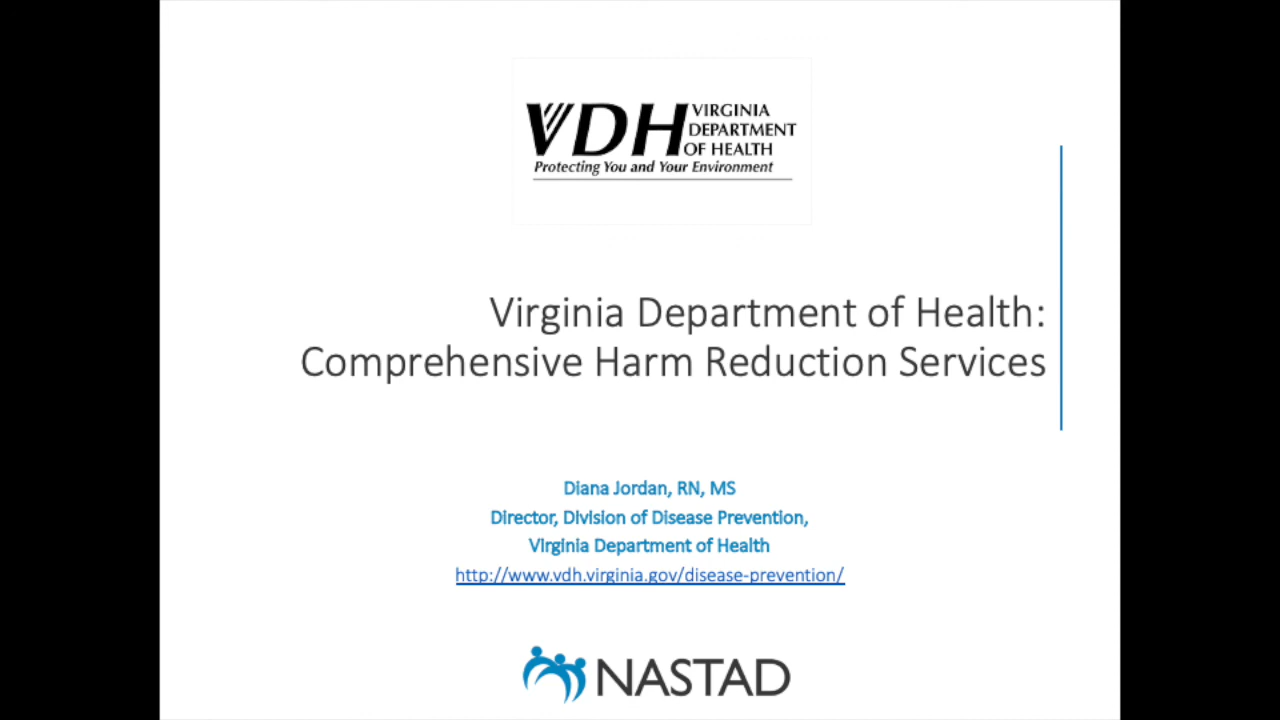 VDH VIRGINIA
DEPARTMENT
OF HEALTH
Protecting You and Your Environment
Virginia Department of Health:
Comprehensive Harm Reduction Services
Diana Jordan, RN, MS
Director, Division of Disease Prevention,
Virginia Department of Health
http://www.vdh.virginia.gov/disease-prevention/
NASTAD